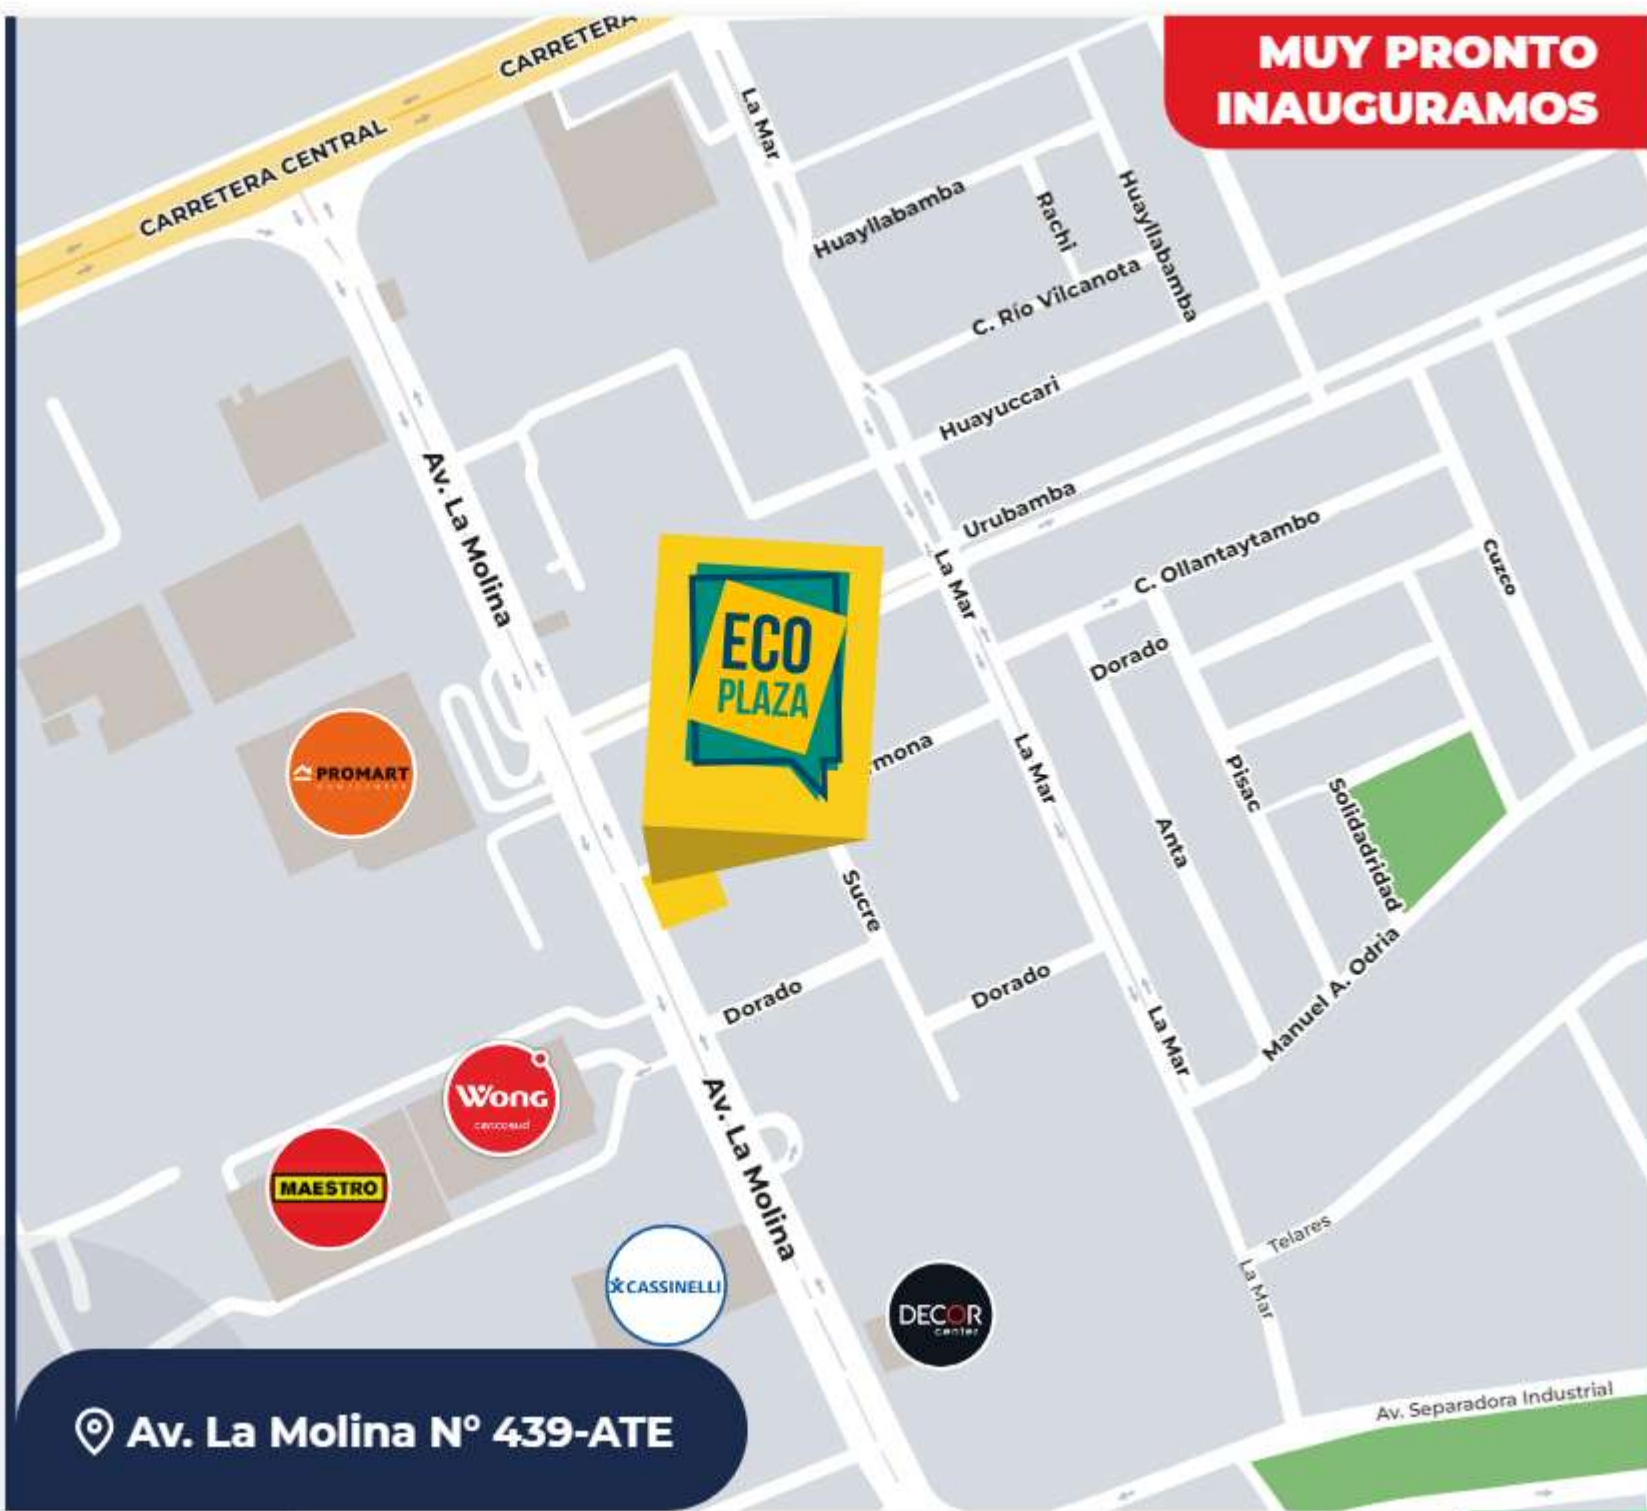 CARRETERA
MUY PRONTO
INAUGURAMOS
CARRETERA CENTRAL
La Mar
Huayllabamba
Rachi
Huayllabamba
C. Río Vilcanota
Huayuccari
Av. La Molina
Urubamba
C. Ollantaytambo
Cuzco
La Mar
ECO
PLAZA
Dorado
mona
La Mar
PROMART
Pisac
Solidadridad
Anta
Sucre
Manuel A. Odria
Dorado
Dorado
La Mar
Wong
cencosud
MAESTRO
Av. La Molina
Telares
La Mar
CASSINELLI
DECOR
center
Av. Separadora Industrial
Av. La Molina Nº 439-ATE